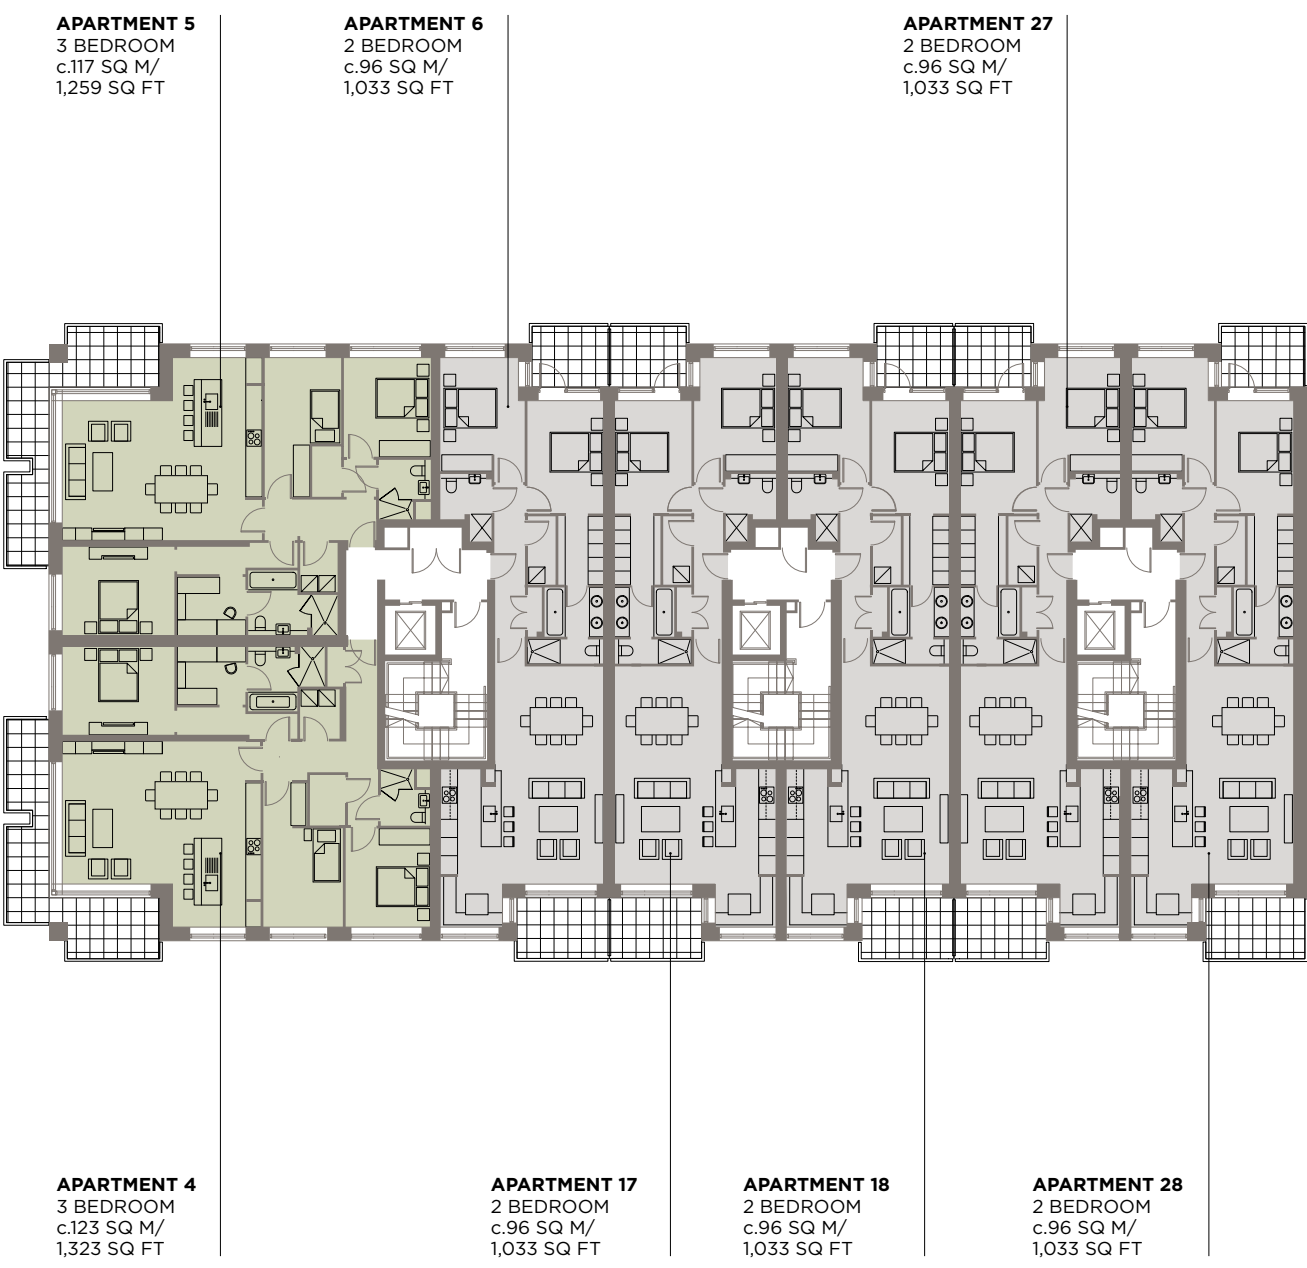 APARTMENT 5
3 BEDROOM
c.117 SQ M/
1,259 SQ FT
APARTMENT 6
2 BEDROOM
c.96 SQ M/
1,033 SQ FT
APARTMENT 27
2 BEDROOM
c.96 SQ M/
1,033 SQ FT
APARTMENT 4
3 BEDROOM
c.123 SQ M/
1,323 SQ FT
APARTMENT 17
2 BEDROOM
c.96 SQ M/
1,033 SQ FT
APARTMENT 18
2 BEDROOM
c.96 SQ M/
1,033 SQ FT
APARTMENT 28
2 BEDROOM
c.96 SQ M/
1,033 SQ FT